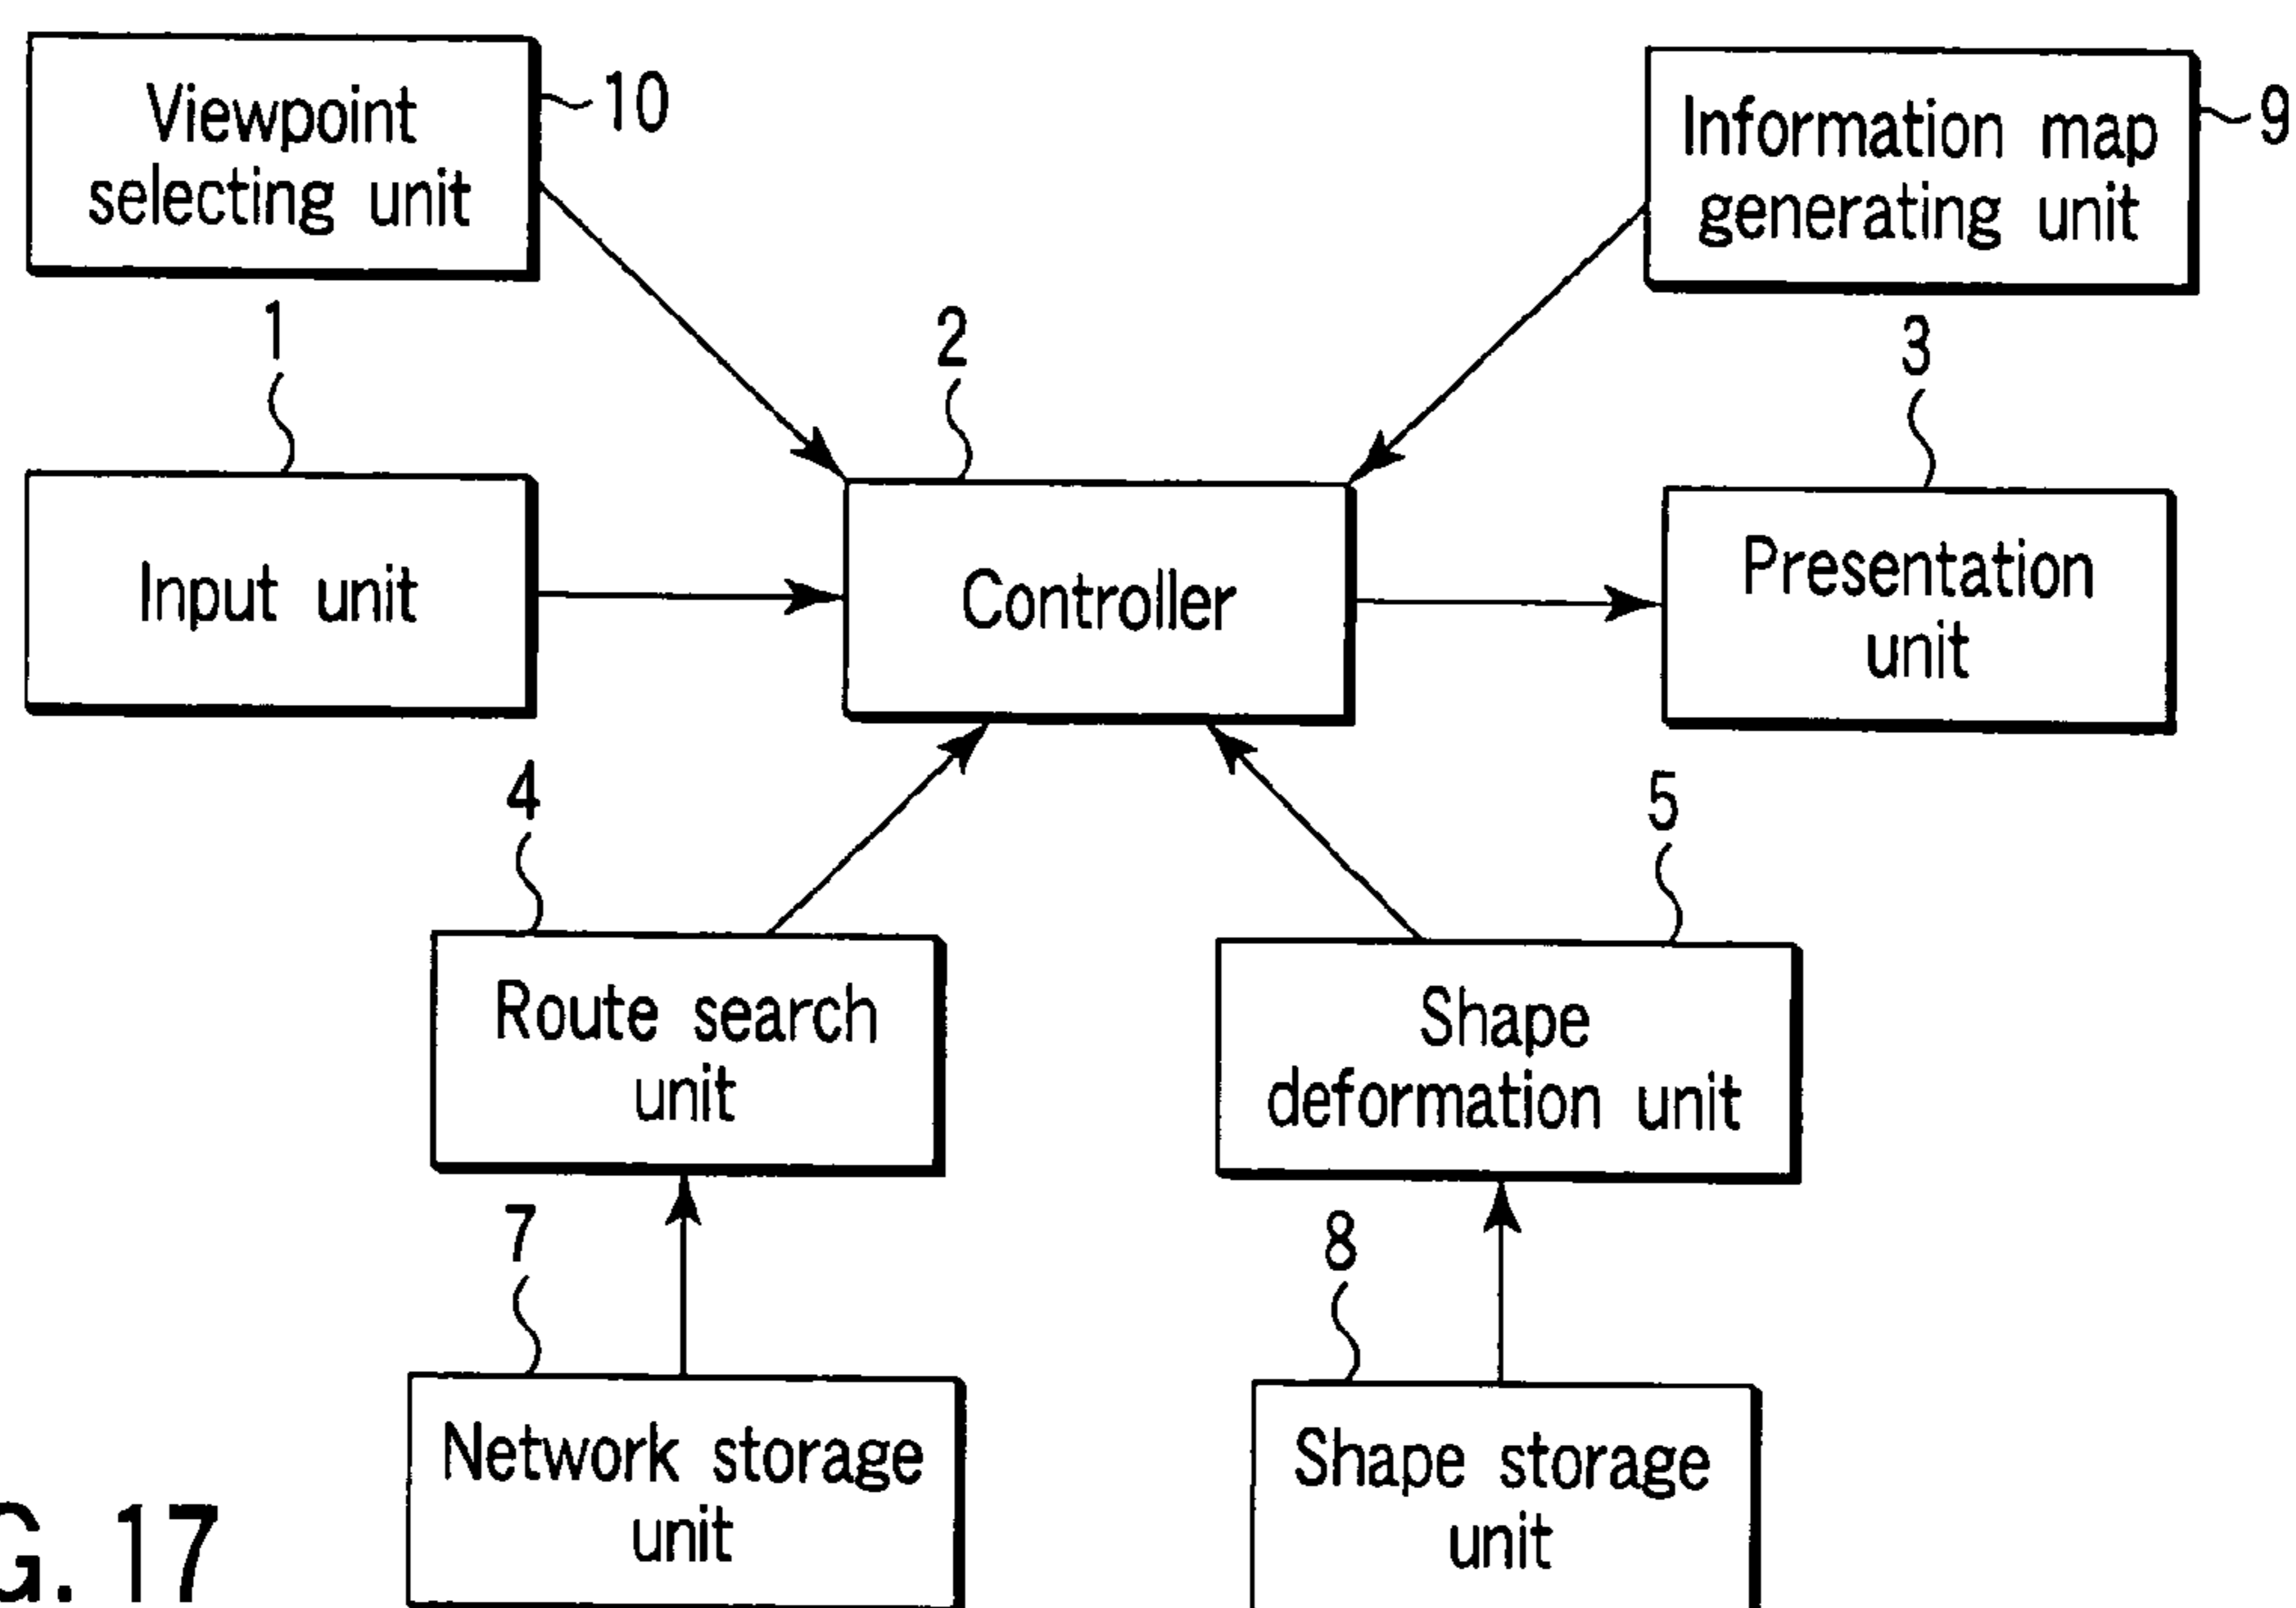 Viewpoint
selecting unit
10
Information map
generating unit
9
1
2
3
Input unit
Controller
Presentation
unit
4
5
Route search
unit
Shape
deformation unit
7
8
Network storage
unit
Shape storage
unit
G. 17